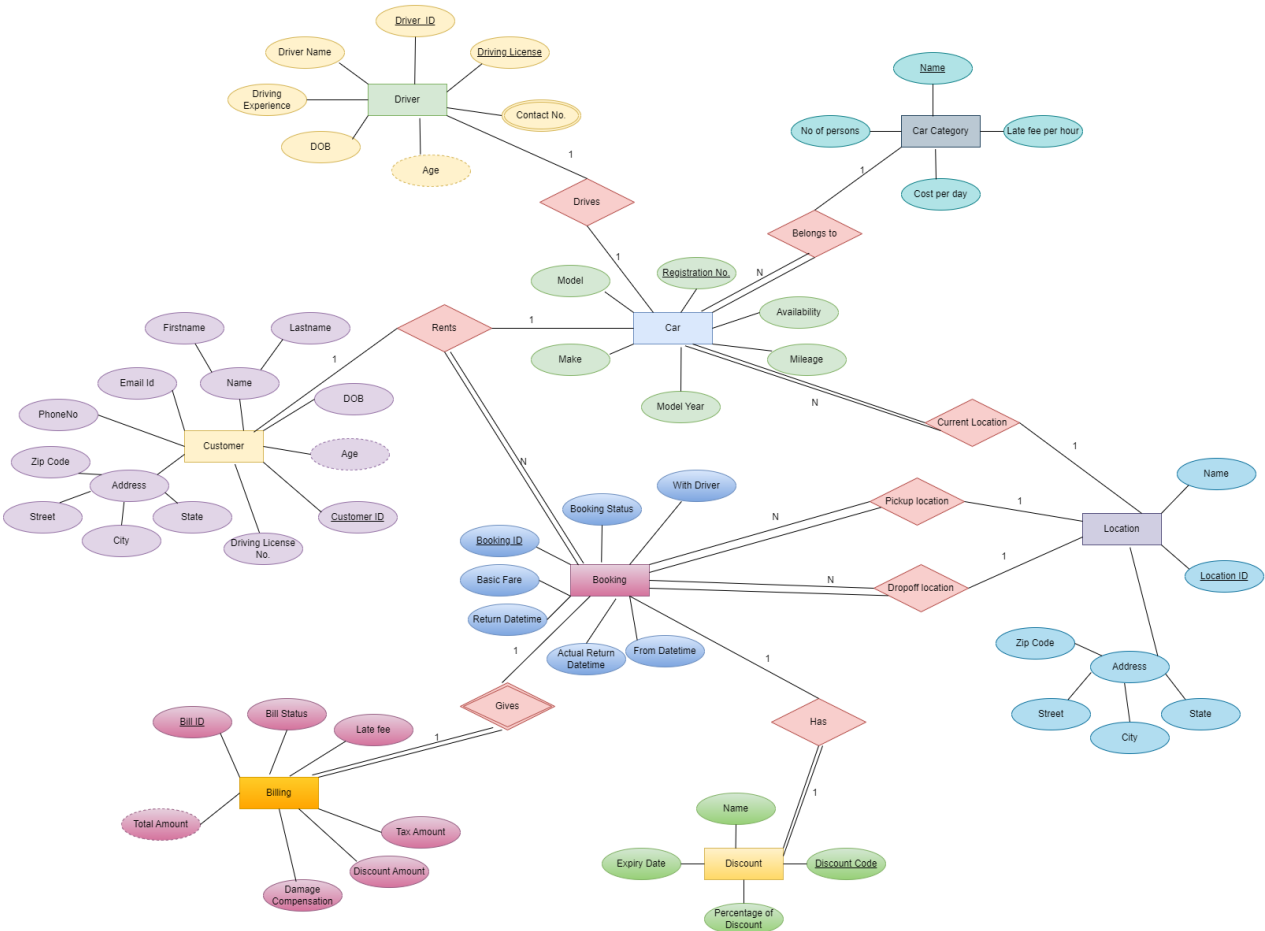 Driver_ID
Driver Name
Driving License
Driving
Experience
Driver
Contact No.
DOB
Age
Name
No of persons
Car Category
Late fee per hour
Cost per day
1
1
Drives
Belongs to
1
N
Model
Registration No.
Availability
Firstname
Lastname
Rents
1
Car
Make
Mileage
1
Email Id
Name
DOB
Model Year
N
Current Location
PhoneNo
Customer
Age
1
Zip Code
Address
N
Name
With Driver
Street
State
Customer ID
Booking Status
Pickup location
1
N
City
Driving License
No.
Booking ID
Location
Basic Fare
Booking
N
Dropoff location
1
Location ID
Return Datetime
Actual Return
Datetime
From Datetime
1
1
Zip Code
Address
Street
State
City
Gives
Has
Bill ID
Bill Status
Late fee
1
Billing
1
Total Amount
Tax Amount
Name
Discount Amount
Expiry Date
Discount
Discount Code
Damage
Compensation
Percentage of
Discount